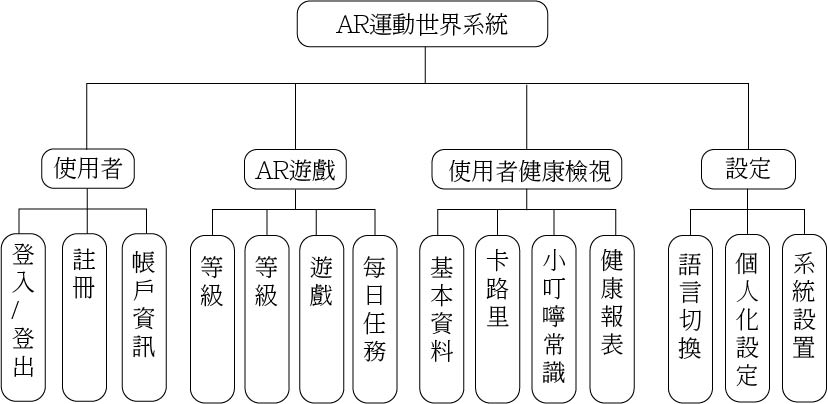 AR運動世界系統
使用者
AR遊戲
使用者健康檢視
設定
登入/登出
註冊
帳戶資訊
等級
等級
遊戲
每日任務
基本資料
卡路里
小叮嚀常識
健康報表
語言切換
個人化設定
系統設置